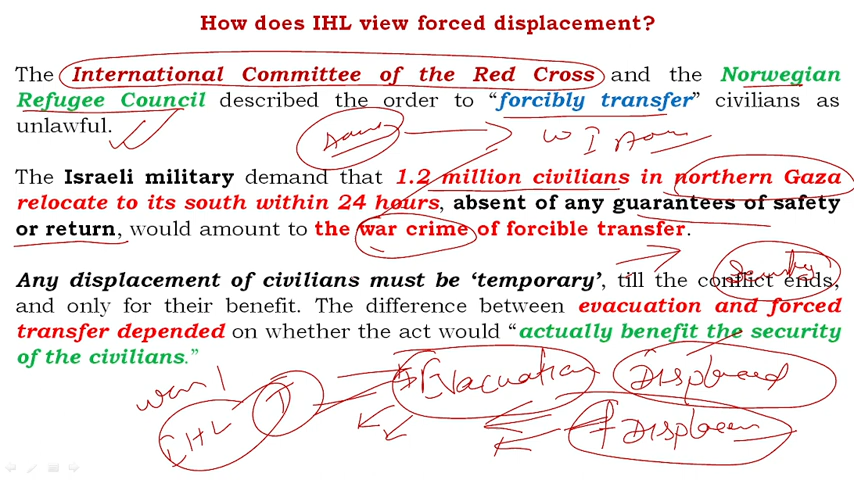 How does IHL view forced displacement?
The International Committee of the Red Cross and the Norwegian
Refugee Council described the order to “forcibly transfer” civilians as
unlawful.
The Israeli military demand that 1.2 million civilians in northern Gaza
relocate to its south within 24 hours, absent of any guarantees of safety
or return, would amount to the war crime of forcible transfer.
Any displacement of civilians must be ‘temporary’, till the conflict ends,
and only for their benefit. The difference between evacuation and forced
transfer depended on whether the act would “actually benefit the security
of the civilians.”
Evacuation Displaced
IHL